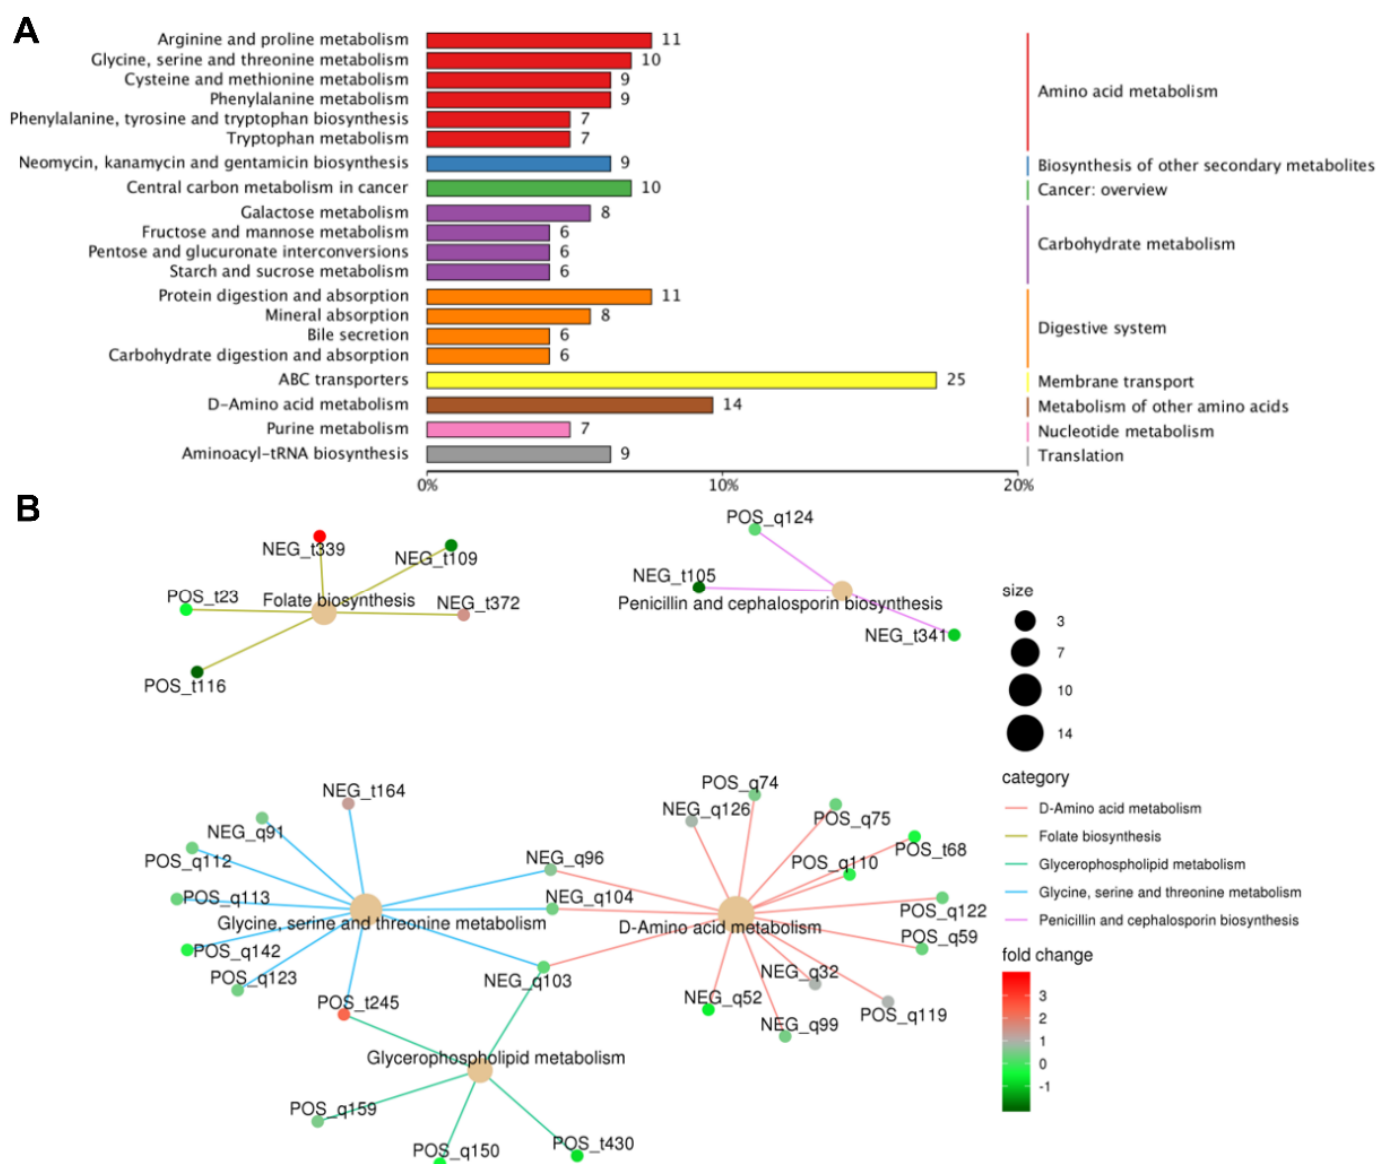 A
Arginine and proline metabolism 11
Glycine, serine and threonine metabolism 10
Cysteine and methionine metabolism 9
Phenylalanine metabolism 9
Phenylalanine, tyrosine and tryptophan biosynthesis 7
Tryptophan metabolism 7
Amino acid metabolism
Neomycin, kanamycin and gentamicin biosynthesis 9
Biosynthesis of other secondary metabolites
Central carbon metabolism in cancer 10
Cancer: overview
Galactose metabolism 8
Fructose and mannose metabolism 6
Pentose and glucuronate interconversions 6
Starch and sucrose metabolism 6
Carbohydrate metabolism
Protein digestion and absorption 11
Mineral absorption 8
Bile secretion 6
Carbohydrate digestion and absorption 6
Digestive system
ABC transporters 25
Membrane transport
D-Amino acid metabolism 14
Metabolism of other amino acids
Purine metabolism 7
Nucleotide metabolism
Aminoacyl-tRNA biosynthesis 9
Translation
0% 10% 20%
B
NEG_t339
NEG_t109
POS_t23
Folate biosynthesis
NEG_t372
POS_t116
POS_q124
NEG_t105
Penicillin and cephalosporin biosynthesis
NEG_t341
NEG_t164
NEG_q91
POS_q112
POS_q113
Glycine, serine and threonine metabolism
POS_q142
POS_q123
POS_t245
NEG_q96
NEG_q104
NEG_q103
Glycerophospholipid metabolism
POS_q159
POS_q150
POS_t430
POS_q74
NEG_q126
POS_q75
POS_t68
POS_q110
POS_q122
D-Amino acid metabolism
POS_q59
NEG_q32
NEG_q52
POS_q119
NEG_q99
size
3
7
10
14
category
D-Amino acid metabolism
Folate biosynthesis
Glycerophospholipid metabolism
Glycine, serine and threonine metabolism
Penicillin and cephalosporin biosynthesis
fold change
3
2
1
0
-1